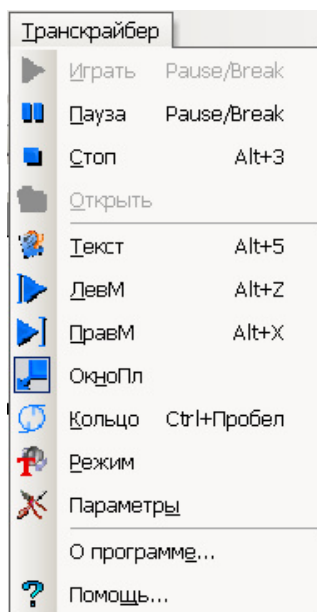 Транскрайбер
Играть Pause/Break
Пауза Pause/Break
Стоп Alt+3
Открыть
Текст Alt+5
ЛевМ Alt+Z
ПравМ Alt+X
ОкноПл
Кольцо Ctrl+Пробел
Режим
Параметры
О программе...
Помощь...